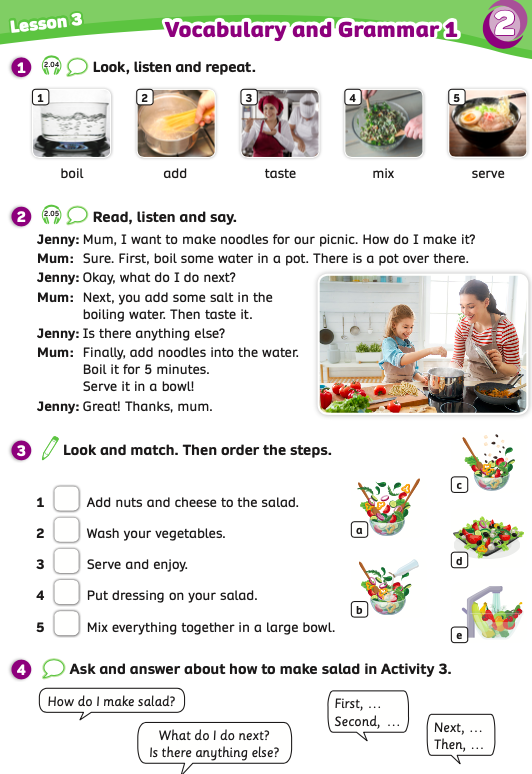 Lesson 3
Vocabulary and Grammar 1
2
1 2.04 Look, listen and repeat.
1 2 3 4 5
boil add taste mix serve
2 2.05 Read, listen and say.
Jenny: Mum, I want to make noodles for our picnic. How do I make it?
Mum: Sure. First, boil some water in a pot. There is a pot over there.
Jenny: Okay, what do I do next?
Mum: Next, you add some salt in the
boiling water. Then taste it.
Jenny: Is there anything else?
Mum: Finally, add noodles into the water.
Boil it for 5 minutes.
Serve it in a bowl!
Jenny: Great! Thanks, mum.
3 Look and match. Then order the steps.
1 Add nuts and cheese to the salad.
2 Wash your vegetables.
3 Serve and enjoy.
4 Put dressing on your salad.
5 Mix everything together in a large bowl.
a
b
c
d
e
4 Ask and answer about how to make salad in Activity 3.
How do I make salad?
What do I do next?
Is there anything else?
First, ...
Second, ...
Next, ...
Then, ...